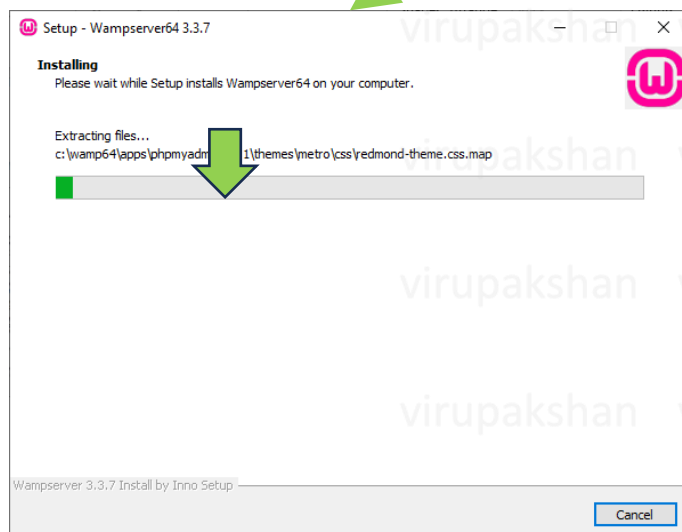 Setup - Wampserver64 3.3.7
virupakshan
Installing
Please wait while Setup installs Wampserver64 on your computer.
Extracting files...
c:\wamp64\apps\phpmyadm 1\themes\metro\css\redmond-theme.css.map
virupakshan
virupakshan
virupakshan
Wampserver 3.3.7 Install by Inno Setup
Cancel